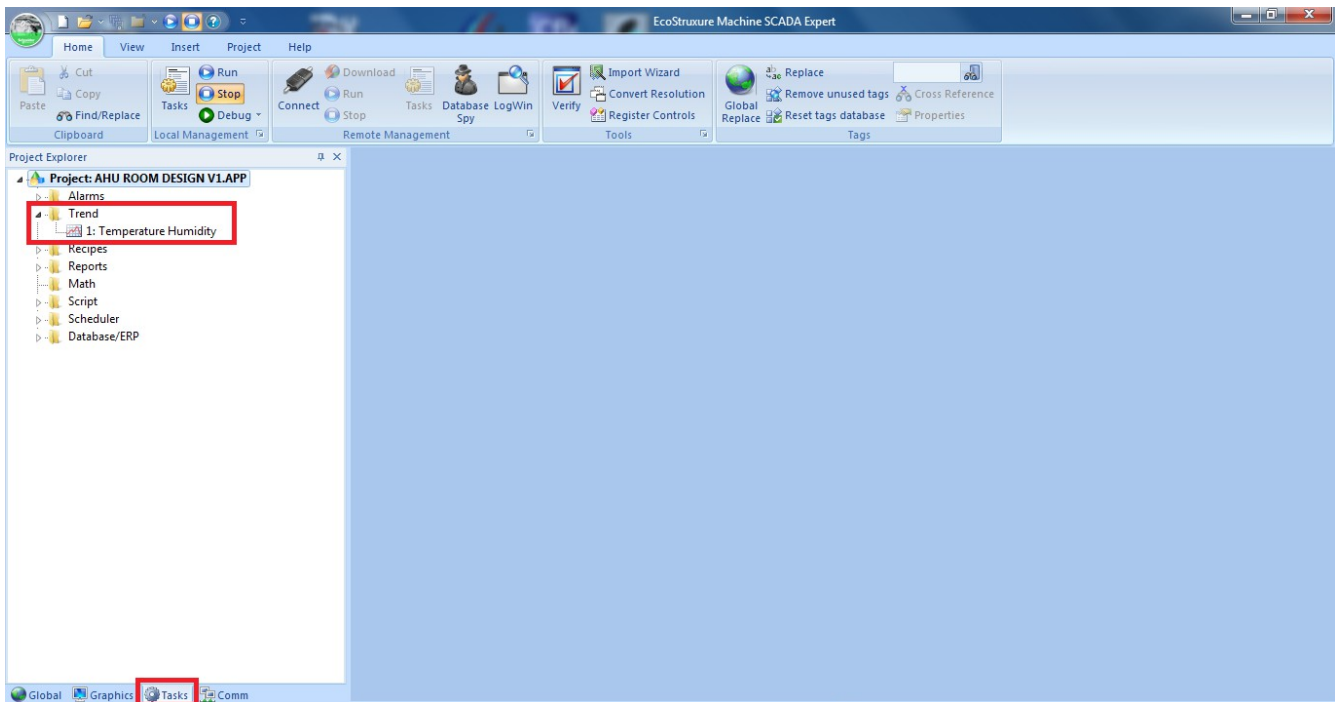 EcoStruxure Machine SCADA Expert
Home View Insert Project Help
Paste
Cut
Copy
Find/Replace
Clipboard
Tasks
Run
Stop
Debug
Local Management
Connect
Download
Run
Stop
Tasks
Database Spy
LogWin
Remote Management
Verify
Import Wizard
Convert Resolution
Register Controls
Tools
Global Replace
Replace
Remove unused tags
Reset tags database
Cross Reference
Properties
Tags
Project Explorer
Project: AHU ROOM DESIGN V1.APP
Alarms
Trend
1: Temperature Humidity
Recipes
Reports
Math
Script
Scheduler
Database/ERP
Global Graphics Tasks Comm